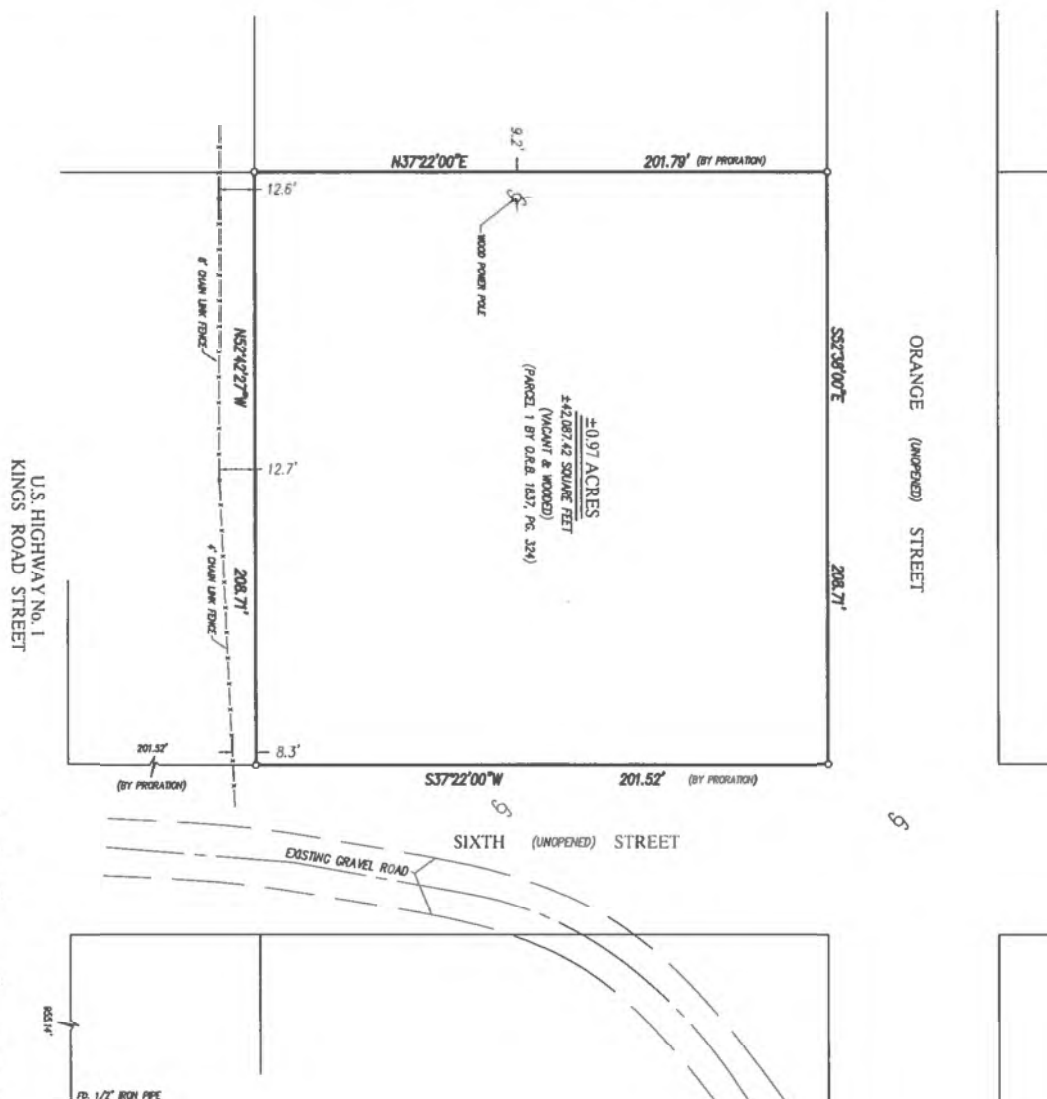 N37°22'00"E
9.2'
201.79' (BY PRORATION)
12.6'
WOOD POWER POLE
6' CHAIN LINK FENCE
N52°42'27"W
S52°38'00"E
ORANGE (UNOPENED) STREET
±0.97 ACRES
±42,087.42 SQUARE FEET
(VACANT & WOODED)
(PARCEL 1 BY O.R.B. 1837, PG. 324)
12.7'
208.71'
4' CHAIN LINK FENCE
208.71'
U.S. HIGHWAY No. 1
KINGS ROAD STREET
201.52'
(BY PRORATION)
8.3'
S37°22'00"W
201.52' (BY PRORATION)
SIXTH (UNOPENED) STREET
EXISTING GRAVEL ROAD
FD. 1/2" IRON PIPE